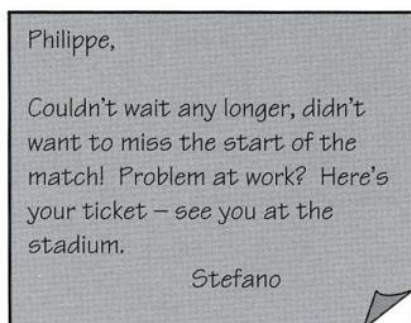 Philippe,
Couldn't wait any longer, didn't
want to miss the start of the
match! Problem at work? Here's
your ticket – see you at the
stadium.
Stefano